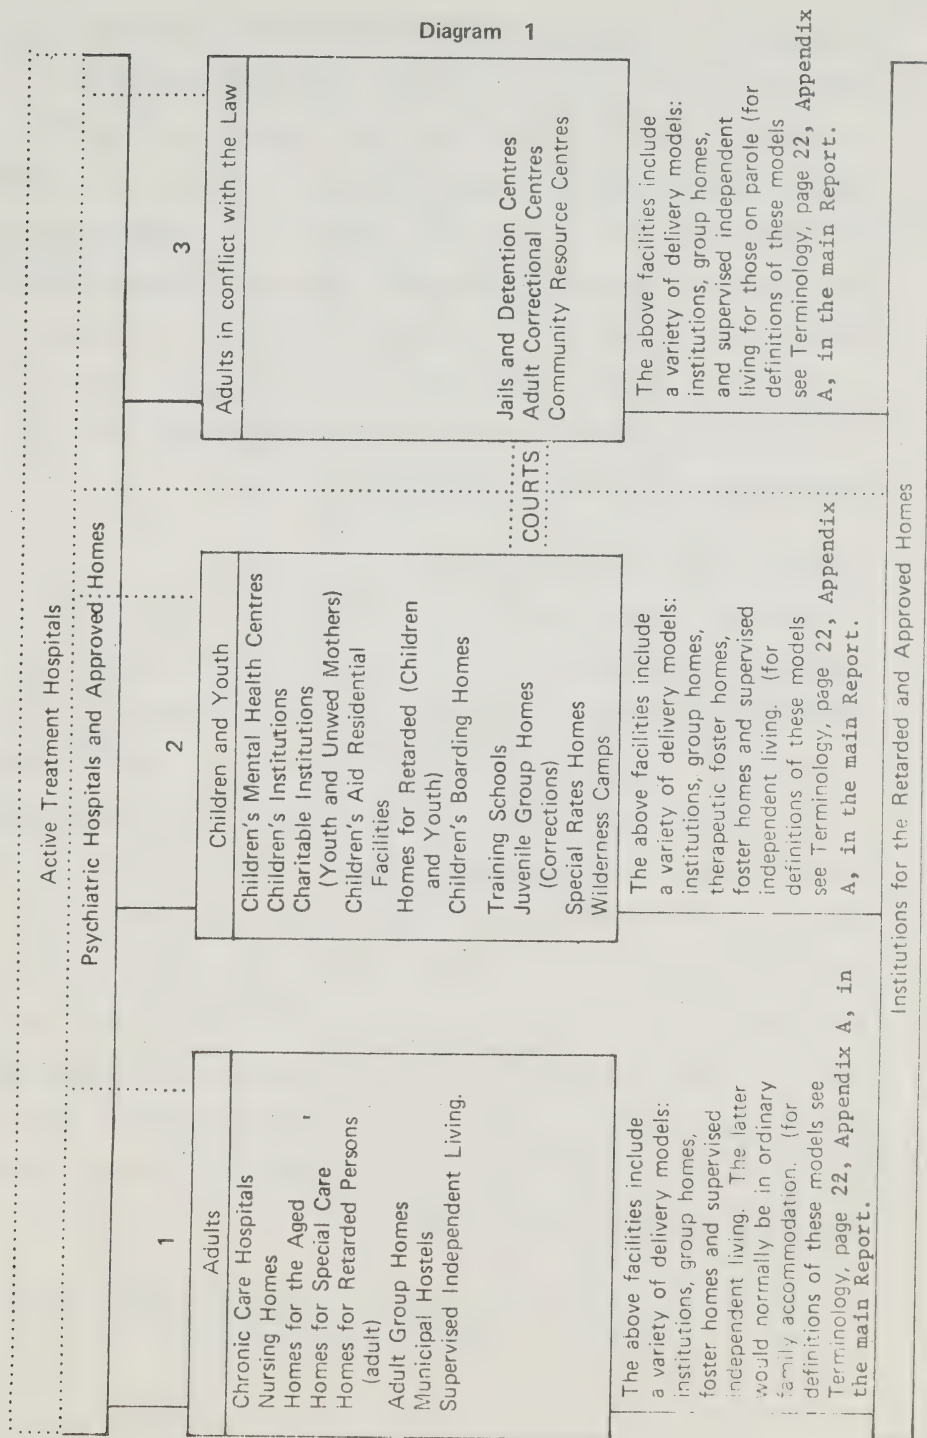 Diagram 1
Active Treatment Hospitals
Psychiatric Hospitals and Approved Homes
1
Adults
Chronic Care Hospitals
Nursing Homes
Homes for the Aged
Homes for Special Care
Homes for Retarded Persons
(adult)
Adult Group Homes
Municipal Hostels
Supervised Independent Living.
The above facilities include
a variety of delivery models:
institutions, group homes,
foster homes and supervised
independent living. The latter
would normally be in ordinary
family accommodation. (for
definitions of these models see
Terminology, page 22, Appendix A, in
the main Report.
2
Children and Youth
Children's Mental Health Centres
Children's Institutions
Charitable Institutions
(Youth and Unwed Mothers)
Children's Aid Residential
Facilities
Homes for Retarded (Children
and Youth)
Children's Boarding Homes
Training Schools
Juvenile Group Homes
(Corrections)
Special Rates Homes
Wilderness Camps
The above facilities include
a variety of delivery models:
institutions, group homes,
therapeutic foster homes,
foster homes and supervised
independent living. (for
definitions of these models
see Terminology, page 22, Appendix
A, in the main Report.
COURTS
3
Adults in conflict with the Law
Jails and Detention Centres
Adult Correctional Centres
Community Resource Centres
The above facilities include
a variety of delivery models:
institutions, group homes,
and supervised independent
living for those on parole (for
definitions of these models
see Terminology, page 22, Appendix
A, in the main Report.
Institutions for the Retarded and Approved Homes